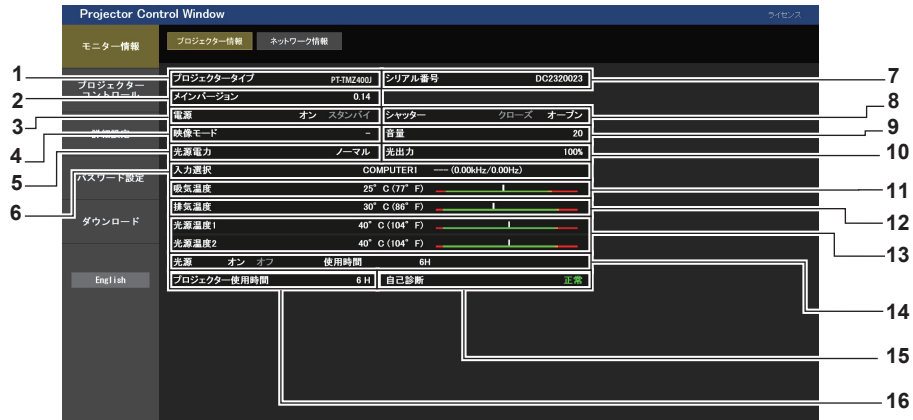 Projector Control Window
ライセンス
モニター情報
プロジェクター情報 ネットワーク情報
プロジェクター
コントロール
パスワード設定
ダウンロード
English
プロジェクタータイプ PT-TMZ400J シリアル番号 DC2320023
メインバージョン 0.14
電源 オン スタンバイ シャッター クローズ オープン
映像モード - 音量 20
光源電力 ノーマル 光出力 100%
入力選択 COMPUTER1 --- (0.00kHz/0.00Hz)
吸気温度 25° C (77° F)
排気温度 30° C (86° F)
光源温度1 40° C (104° F)
光源温度2 40° C (104° F)
光源 オン オフ 使用時間 6H
プロジェクター使用時間 6 H 自己診断 正常
1
2
3
4
5
6
7
8
9
10
11
12
13
14
15
16